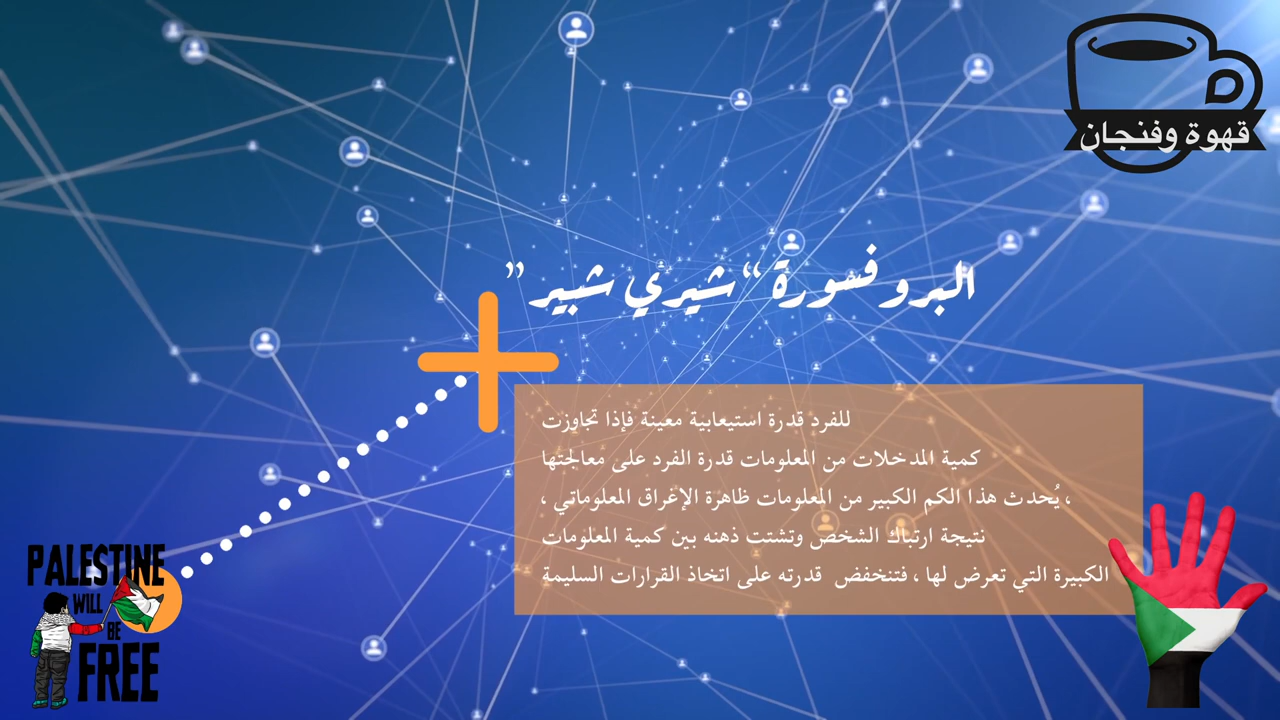 قهوة وفنجان
البروفسورة “شيري شبير”
للفرد قدرة استيعابية معينة فإذا تجاوزت
كمية المدخلات من المعلومات قدرة الفرد على معالجتها
، يُحدث هذا الكم الكبير من المعلومات ظاهرة الإغراق المعلوماتي ،
نتيجة ارتباك الشخص وتشتت ذهنه بين كمية المعلومات
الكبيرة التي تعرض لها ، فتنخفض قدرته على اتخاذ القرارات السليمة
PALESTINE
WILL
BE
FREE